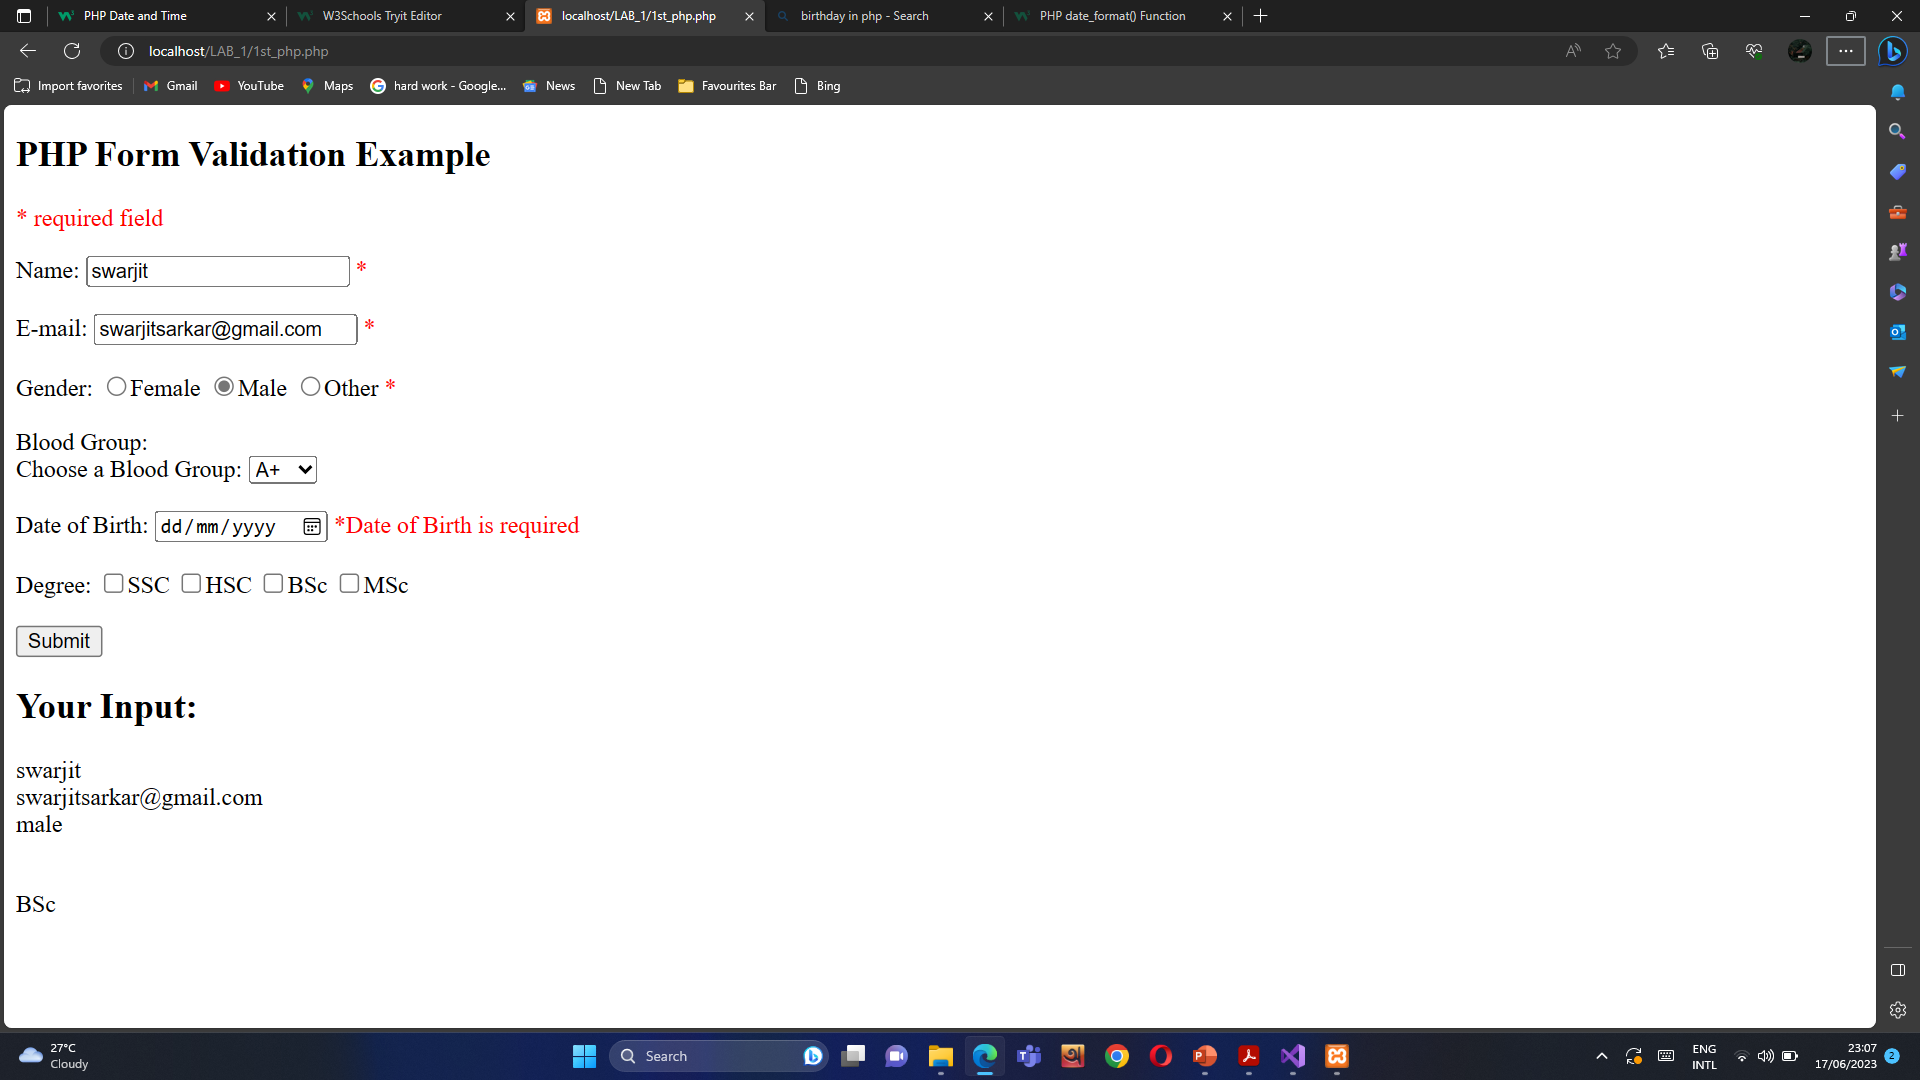 PHP Date and Time
W3Schools Tryit Editor
localhost/LAB_1/1st_php.php
birthday in php - Search
PHP date_format() Function
localhost/LAB_1/1st_php.php
Import favorites
Gmail
YouTube
Maps
hard work - Google...
News
New Tab
Favourites Bar
Bing
PHP Form Validation Example
* required field
Name: swarjit *
E-mail: swarjitsarkar@gmail.com *
Gender: Female Male Other *
Blood Group:
Choose a Blood Group: A+
Date of Birth: dd/mm/yyyy *Date of Birth is required
Degree: SSC HSC BSc MSc
Submit
Your Input:
swarjit
swarjitsarkar@gmail.com
male
BSc
27°C
Cloudy
Search
ENG
INTL
23:07
17/06/2023
2